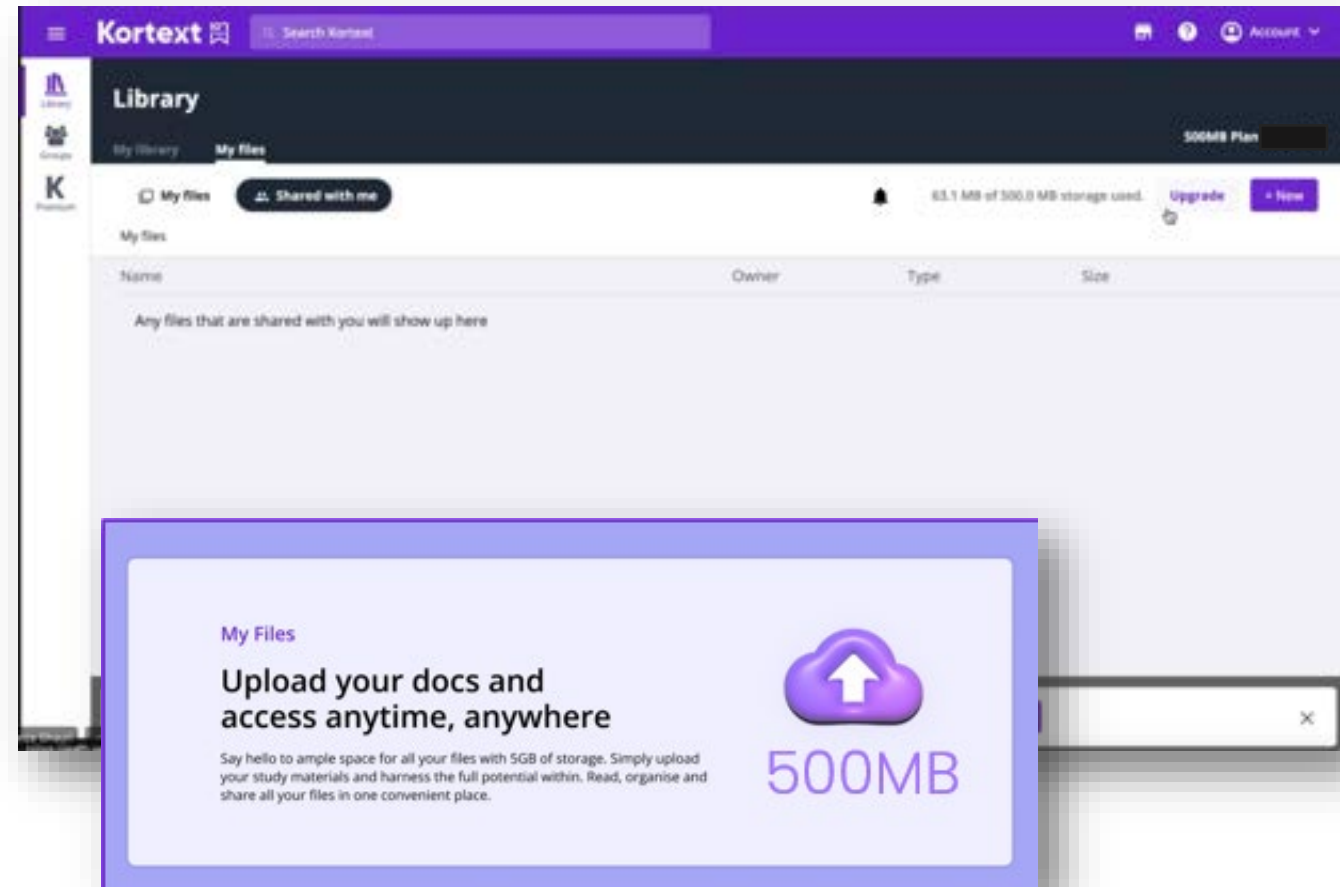 Kortext
Search Kortext
Account
Library
Groups
Premium
Library
My library My files
500MB Plan
My files Shared with me
63.1 MB of 500.0 MB storage used. Upgrade + New
My files
Name Owner Type Size
Any files that are shared with you will show up here
My Files
Upload your docs and
access anytime, anywhere
Say hello to ample space for all your files with 5GB of storage. Simply upload
your study materials and harness the full potential within. Read, organise and
share all your files in one convenient place.
500MB